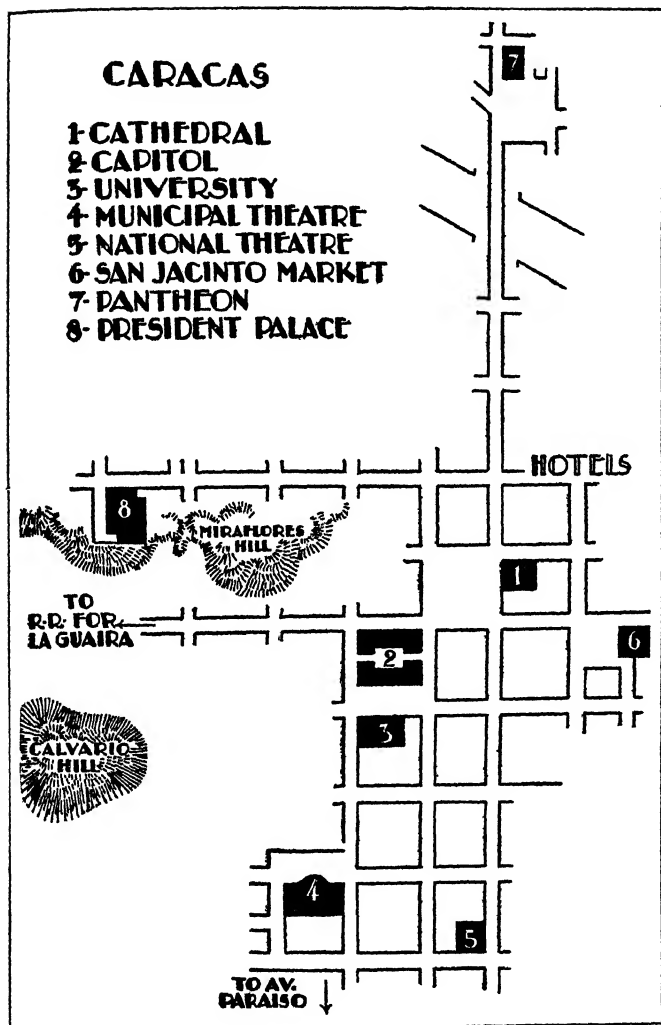 CARACAS
1-CATHEDRAL
2-CAPITOL
3-UNIVERSITY
4-MUNICIPAL THEATRE
5-NATIONAL THEATRE
6-SAN JACINTO MARKET
7-PANTHEON
8-PRESIDENT PALACE
7
HOTELS
8
MIRAFLORES
HILL
1
TO
R.R. FOR
LA GUAIRA
2
6
3
CALVARIO
HILL
4
5
TO AV.
PARAISO